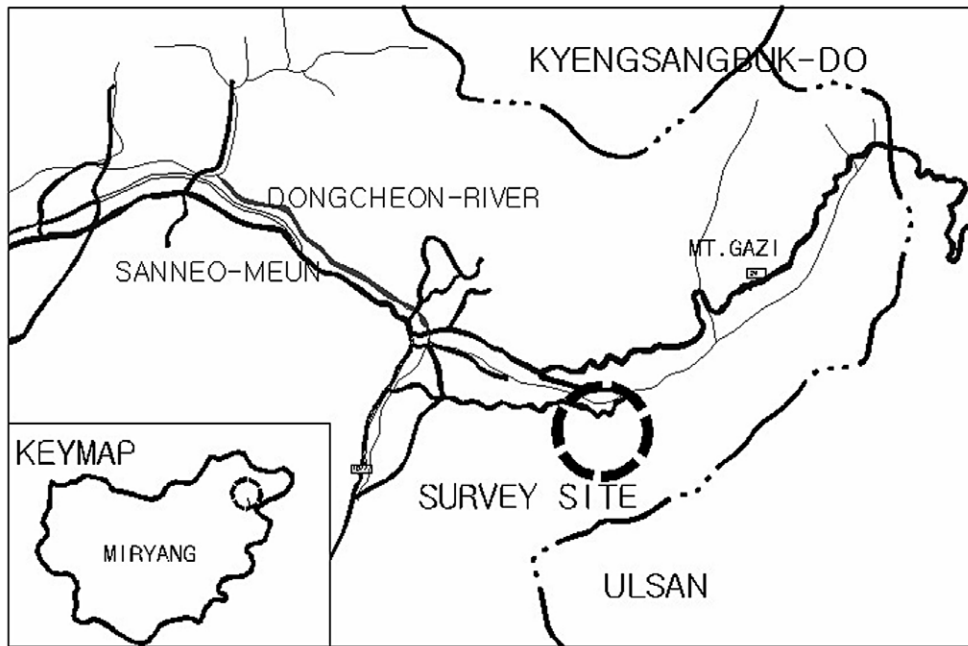 KYENGSANGBUK-DO
DONGCHEON-RIVER
MT.GAZI
SANNEO-MEUN
KEYMAP
SURVEY SITE
MIRYANG
ULSAN